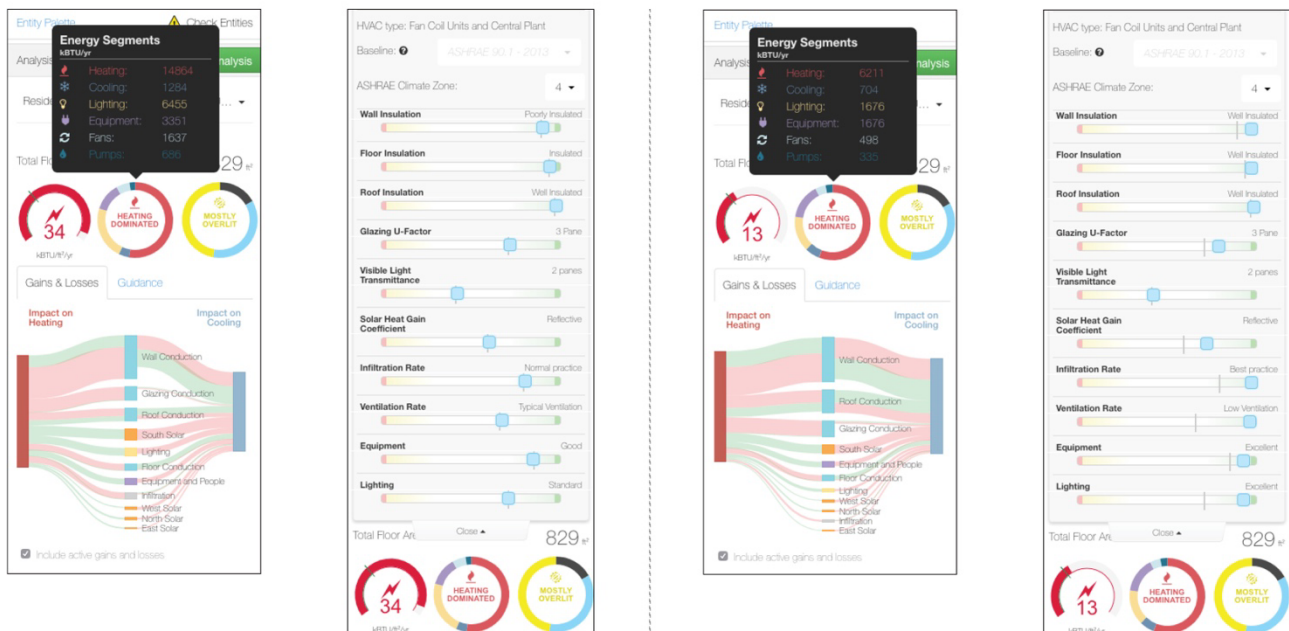 Entity Palette
Check Entities
Energy Segments
kBTU/yr
Analysis
nalysis
Heating: 14864
Cooling: 1284
Lighting: 6455
Equipment: 3351
Fans: 1637
Pumps: 686
Reside
...
Total Flo
29 ft²
34
kBTU/ft²/yr
HEATING
DOMINATED
MOSTLY
OVERLIT
Gains & Losses
Guidance
Impact on
Heating
Impact on
Cooling
Wall Conduction
Glazing Conduction
Roof Conduction
South Solar
Lighting
Floor Conduction
Equipment and People
Infiltration
West Solar
North Solar
East Solar
Include active gains and losses
HVAC type: Fan Coil Units and Central Plant
Baseline: ASHRAE 90.1 - 2013
ASHRAE Climate Zone: 4
Wall Insulation Poorly Insulated
Floor Insulation Insulated
Roof Insulation Well Insulated
Glazing U-Factor 3 Pane
Visible Light 2 panes
Transmittance
Solar Heat Gain Reflective
Coefficient
Infiltration Rate Normal practice
Ventilation Rate Typical Ventilation
Equipment Good
Lighting Standard
Close
Total Floor Are
829 ft²
34
kBTU/ft²/yr
HEATING
DOMINATED
MOSTLY
OVERLIT
Entity Palette
Energy Segments
kBTU/yr
Analysis
nalysis
Heating: 6211
Cooling: 704
Lighting: 1676
Equipment: 1676
Fans: 498
Pumps: 335
Reside
...
Total Flo
29 ft²
13
kBTU/ft²/yr
HEATING
DOMINATED
MOSTLY
OVERLIT
Gains & Losses
Guidance
Impact on
Heating
Impact on
Cooling
Wall Conduction
Roof Conduction
Glazing Conduction
South Solar
Equipment and People
Floor Conduction
Lighting
West Solar
North Solar
Infiltration
East Solar
Include active gains and losses
HVAC type: Fan Coil Units and Central Plant
Baseline: ASHRAE 90.1 - 2013
ASHRAE Climate Zone: 4
Wall Insulation Well Insulated
Floor Insulation Well Insulated
Roof Insulation Well Insulated
Glazing U-Factor 3 Pane
Visible Light 2 panes
Transmittance
Solar Heat Gain Reflective
Coefficient
Infiltration Rate Best practice
Ventilation Rate Low Ventilation
Equipment Excellent
Lighting Excellent
Close
Total Floor Are
829 ft²
13
kBTU/ft²/yr
HEATING
DOMINATED
MOSTLY
OVERLIT